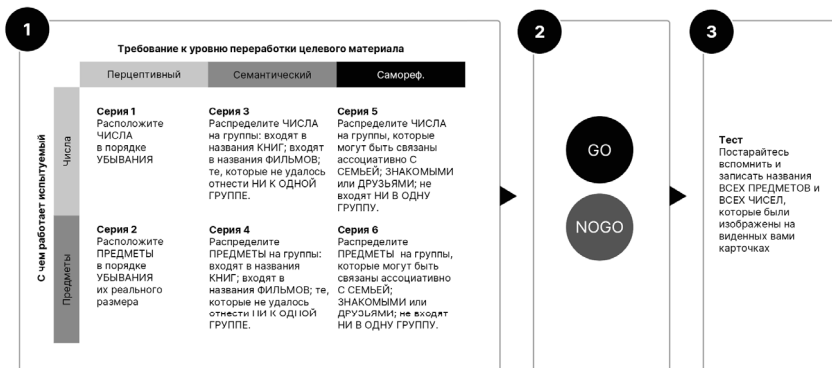 1
Требование к уровню переработки целевого материала
Перцептивный
Семантический
Самореф.
С чем работает испытуемый
Числа
Серия 1
Расположите
ЧИСЛА
в порядке
УБЫВАНИЯ
Серия 3
Распределите ЧИСЛА
на группы: входят в
названия КНИГ; входят
в названия ФИЛЬМОВ;
те, которые не удалось
отнести НИ К ОДНОЙ
ГРУППЕ.
Серия 5
Распределите ЧИСЛА
на группы, которые
могут быть связаны
ассоциативно С
СЕМЬЕЙ; ЗНАКОМЫМИ
или ДРУЗЬЯМИ; не
входят НИ В ОДНУ
ГРУППУ.
Предметы
Серия 2
Расположите
ПРЕДМЕТЫ
в порядке
УБЫВАНИЯ
их реального
размера
Серия 4
Распределите
ПРЕДМЕТЫ на группы:
входят в названия
КНИГ; входят в
названия ФИЛЬМОВ; те,
которые не удалось
отнести НИ К ОДНОЙ
ГРУППЕ.
Серия 6
Распределите
ПРЕДМЕТЫ на группы,
которые могут быть
связаны ассоциативно
С СЕМЬЕЙ;
ЗНАКОМЫМИ или
ДРУЗЬЯМИ; не входят
НИ В ОДНУ ГРУППУ.
2
GO
NOGO
3
Тест
Постарайтесь
вспомнить и
записать названия
ВСЕХ ПРЕДМЕТОВ и
ВСЕХ ЧИСЕЛ,
которые были
изображены на
виденных вами
карточках